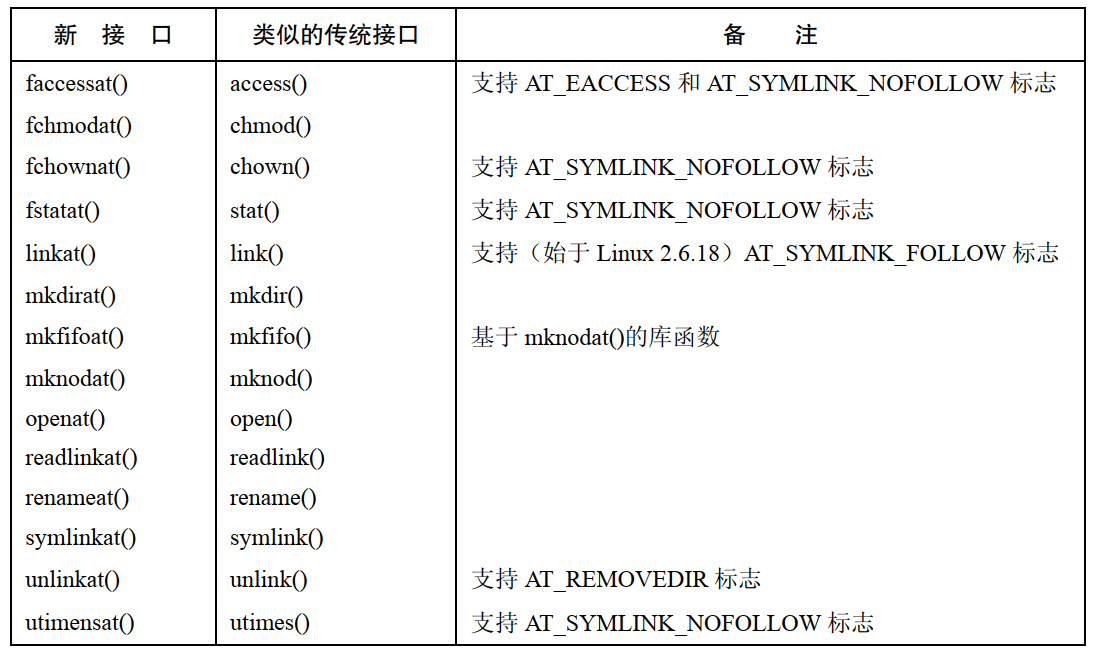 新 接 口 类似的传统接口 备 注
faccessat() access() 支持 AT_EACCESS 和 AT_SYMLINK_NOFOLLOW 标志
fchmodat() chmod()
fchownat() chown() 支持 AT_SYMLINK_NOFOLLOW 标志
fstatat() stat() 支持 AT_SYMLINK_NOFOLLOW 标志
linkat() link() 支持（始于 Linux 2.6.18）AT_SYMLINK_FOLLOW 标志
mkdirat() mkdir()
mkfifoat() mkfifo() 基于 mknodat()的库函数
mknodat() mknod()
openat() open()
readlinkat() readlink()
renameat() rename()
symlinkat() symlink()
unlinkat() unlink() 支持 AT_REMOVEDIR 标志
utimensat() utimes() 支持 AT_SYMLINK_NOFOLLOW 标志